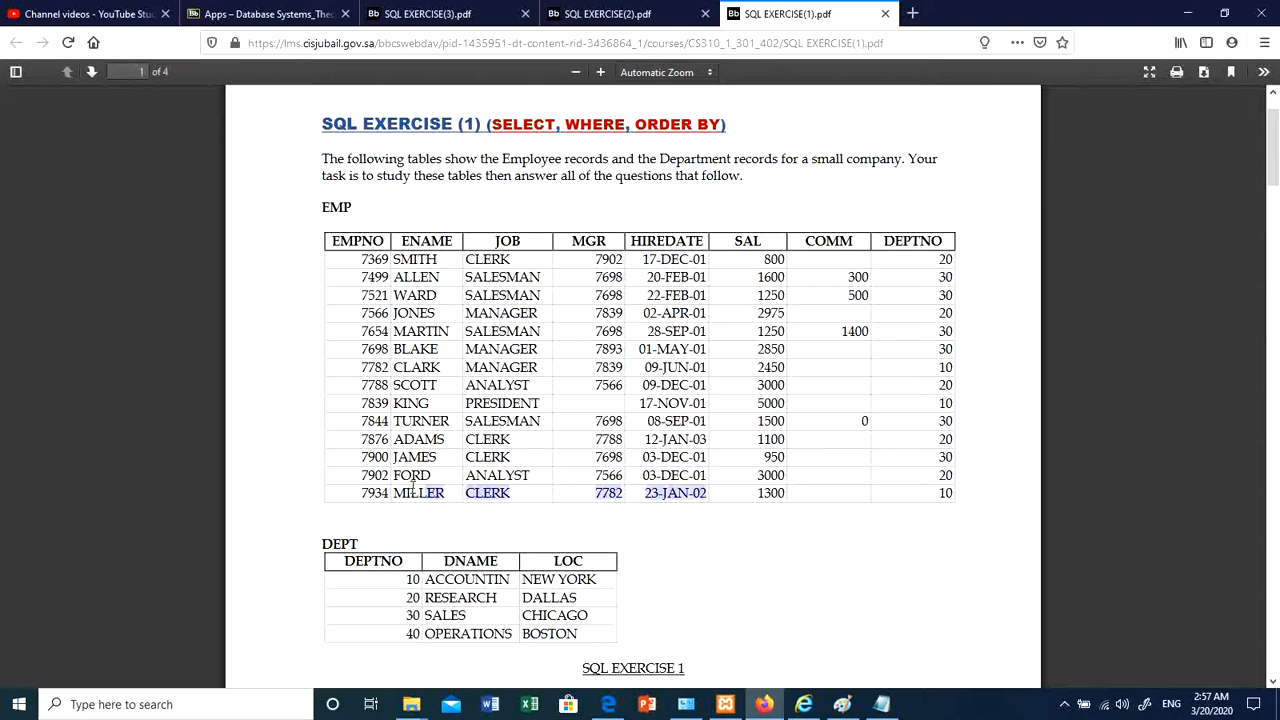 Channel videos - YouTube Stu
Apps – Database Systems_Theo
SQL EXERCISE(3).pdf
SQL EXERCISE(2).pdf
SQL EXERCISE(1).pdf
https://lms.cisjubail.gov.sa/bbcswebdav/pid-1435951-dt-content-rid-3436864_1/courses/CS310_1_301_402/SQL EXERCISE(1).pdf
1 of 4
Automatic Zoom
SQL EXERCISE (1) (SELECT, WHERE, ORDER BY)
The following tables show the Employee records and the Department records for a small company. Your
task is to study these tables then answer all of the questions that follow.
EMP
EMPNO ENAME JOB MGR HIREDATE SAL COMM DEPTNO
7369 SMITH CLERK 7902 17-DEC-01 800 20
7499 ALLEN SALESMAN 7698 20-FEB-01 1600 300 30
7521 WARD SALESMAN 7698 22-FEB-01 1250 500 30
7566 JONES MANAGER 7839 02-APR-01 2975 20
7654 MARTIN SALESMAN 7698 28-SEP-01 1250 1400 30
7698 BLAKE MANAGER 7893 01-MAY-01 2850 30
7782 CLARK MANAGER 7839 09-JUN-01 2450 10
7788 SCOTT ANALYST 7566 09-DEC-01 3000 20
7839 KING PRESIDENT 17-NOV-01 5000 10
7844 TURNER SALESMAN 7698 08-SEP-01 1500 0 30
7876 ADAMS CLERK 7788 12-JAN-03 1100 20
7900 JAMES CLERK 7698 03-DEC-01 950 30
7902 FORD ANALYST 7566 03-DEC-01 3000 20
7934 MILLER CLERK 7782 23-JAN-02 1300 10
DEPT
DEPTNO DNAME LOC
10 ACCOUNTIN NEW YORK
20 RESEARCH DALLAS
30 SALES CHICAGO
40 OPERATIONS BOSTON
SQL EXERCISE 1
Type here to search
ENG
2:57 AM
3/20/2020